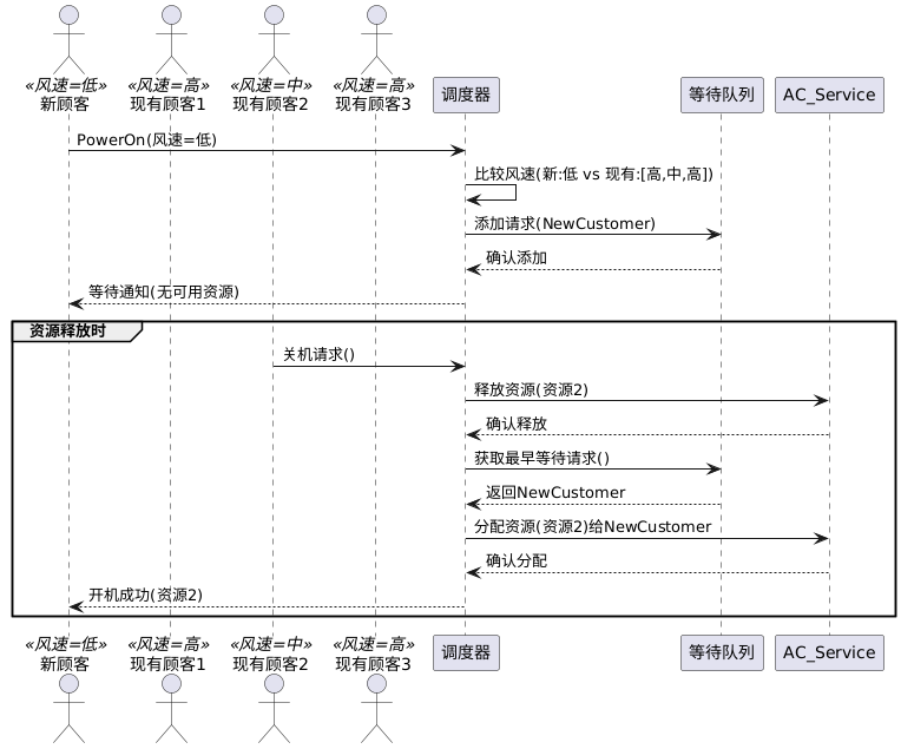 «风速=低» «风速=高» «风速=中» «风速=高»
新顾客 现有顾客1 现有顾客2 现有顾客3 调度器 等待队列 AC_Service
PowerOn(风速=低)
比较风速(新:低 vs 现有:[高,中,高])
添加请求(NewCustomer)
确认添加
等待通知(无可用资源)
资源释放时
关机请求()
释放资源(资源2)
确认释放
获取最早等待请求()
返回NewCustomer
分配资源(资源2)给NewCustomer
确认分配
开机成功(资源2)
«风速=低» «风速=高» «风速=中» «风速=高»
新顾客 现有顾客1 现有顾客2 现有顾客3 调度器 等待队列 AC_Service